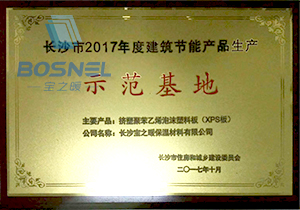 长沙市2017年度建筑节能产品生产
BOSNEL
宝之暖
示范基地
主要产品：挤塑聚苯乙烯泡沫塑料板（XPS板）
公司名称：长沙宝之暖保温材料有限公司
长沙市住房和城乡建设委员会
二〇一七年十月